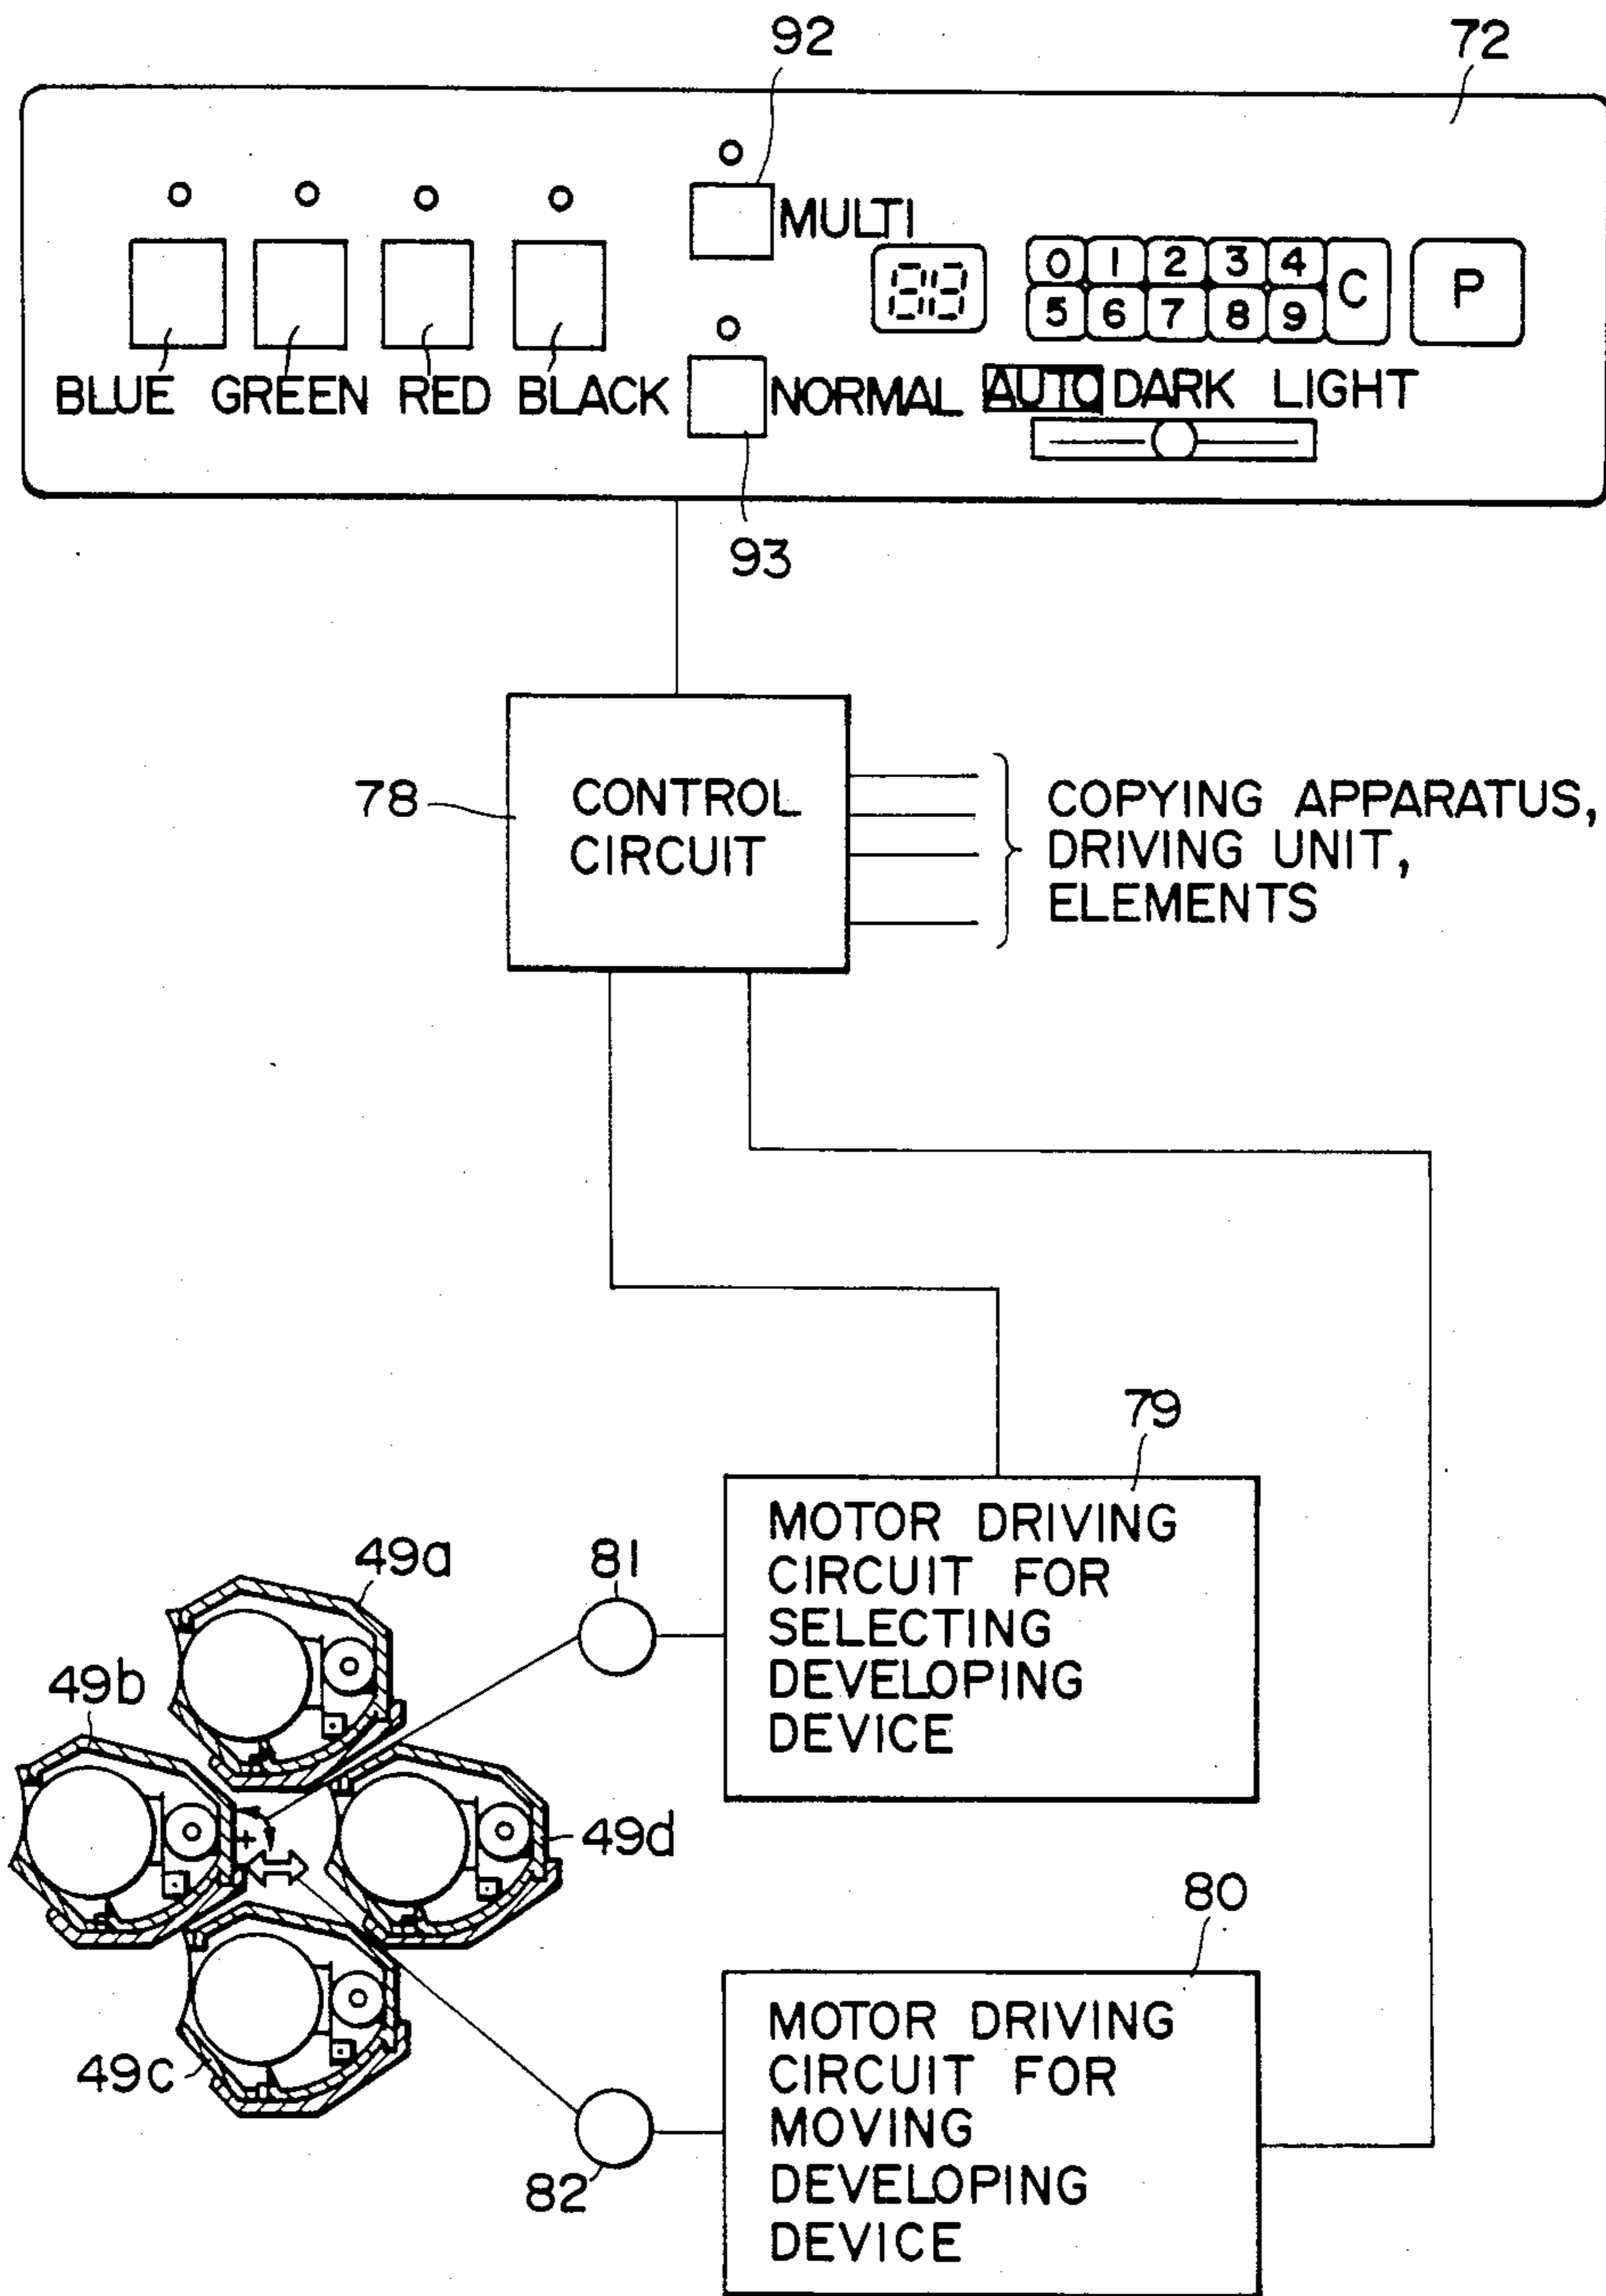 92
72
MULTI
0 1 2 3 4
C
P
5 6 7 8 9
88
BLUE GREEN RED BLACK
NORMAL
AUTO DARK LIGHT
93
78
CONTROL
CIRCUIT
COPYING APPARATUS,
DRIVING UNIT,
ELEMENTS
79
MOTOR DRIVING
CIRCUIT FOR
SELECTING
DEVELOPING
DEVICE
49a
81
49b
49d
80
MOTOR DRIVING
CIRCUIT FOR
MOVING
DEVELOPING
DEVICE
49c
82